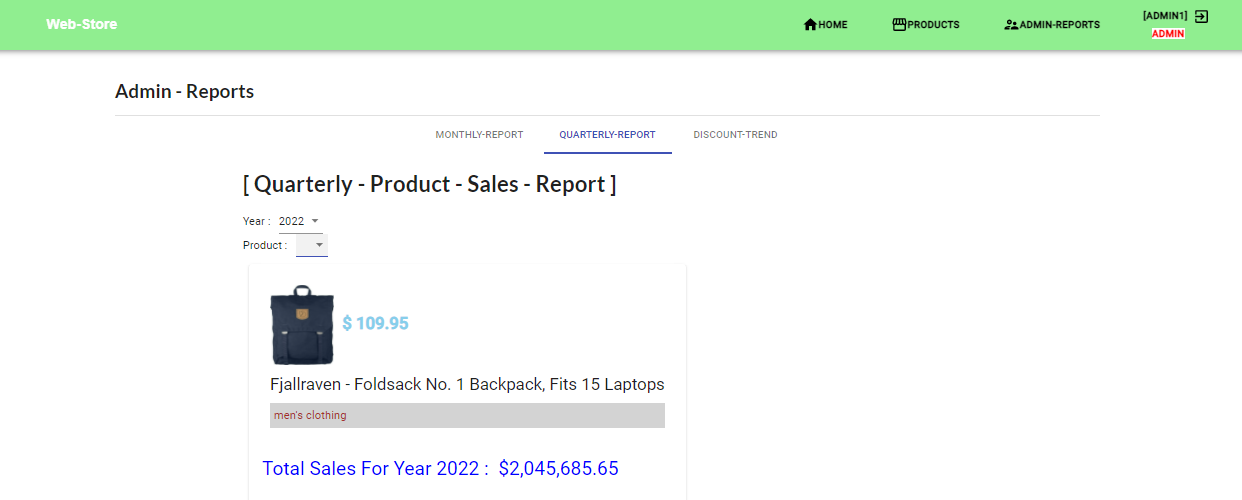 Web-Store
HOME
PRODUCTS
ADMIN-REPORTS
[ADMIN1]
ADMIN
Admin - Reports
MONTHLY-REPORT
QUARTERLY-REPORT
DISCOUNT-TREND
[ Quarterly - Product - Sales - Report ]
Year : 2022
Product :
$ 109.95
Fjallraven - Foldsack No. 1 Backpack, Fits 15 Laptops
men's clothing
Total Sales For Year 2022 : $2,045,685.65